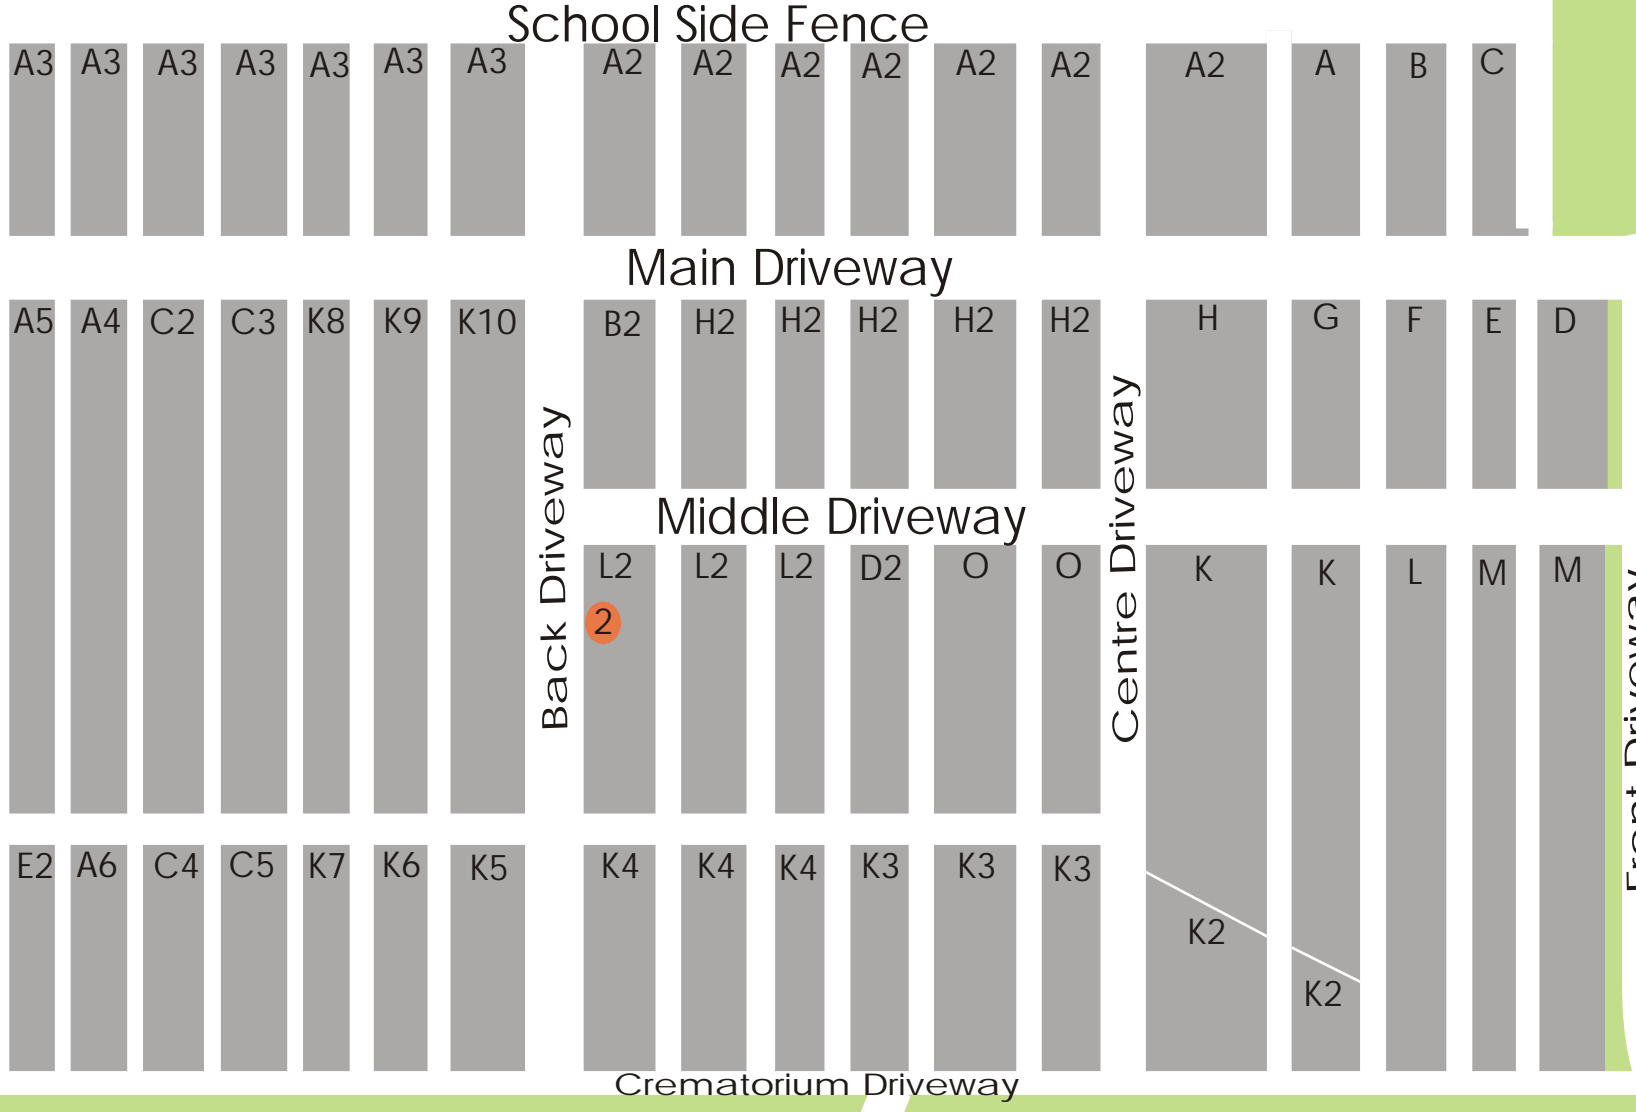 School Side Fence
A3 A3 A3 A3 A3 A3 A3 A2 A2 A2 A2 A2 A2 A2 A B C
Main Driveway
A5 A4 C2 C3 K8 K9 K10 B2 H2 H2 H2 H2 H2 H G F E D
Back Driveway
Centre Driveway
Middle Driveway
L2 L2 L2 D2 O O K K L M M
2
Front Driveway
E2 A6 C4 C5 K7 K6 K5 K4 K4 K4 K3 K3 K3
K2
K2
Crematorium Driveway